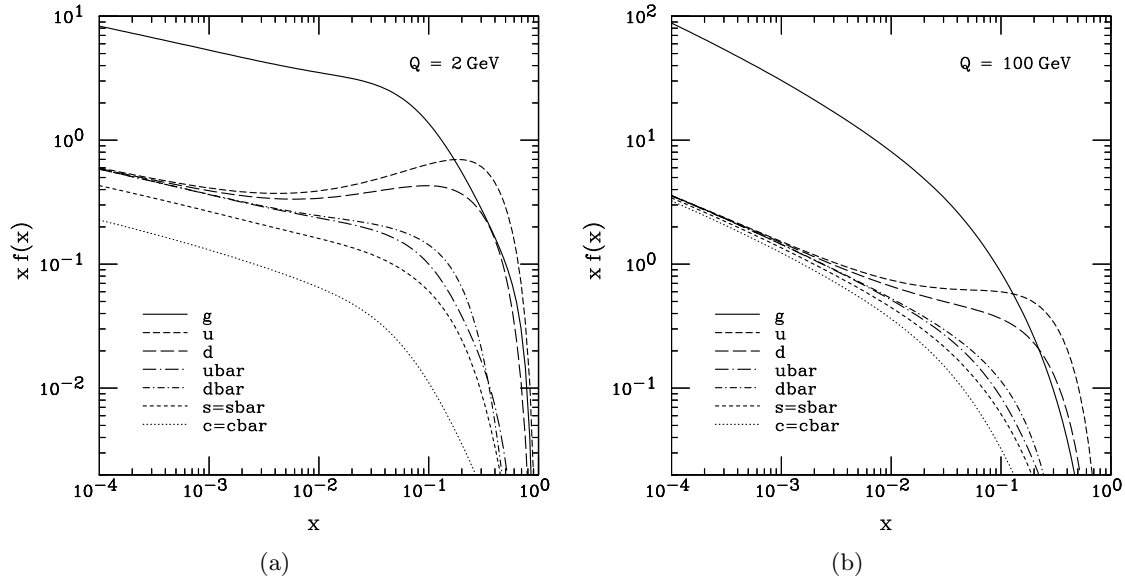 10^1
10^0
10^-1
10^-2
x f(x)
Q = 2 GeV
g
u
d
ubar
dbar
s=sbar
c=cbar
10^-4
10^-3
10^-2
10^-1
10^0
x
(a)
10^2
10^1
10^0
10^-1
x f(x)
Q = 100 GeV
g
u
d
ubar
dbar
s=sbar
c=cbar
10^-4
10^-3
10^-2
10^-1
10^0
x
(b)